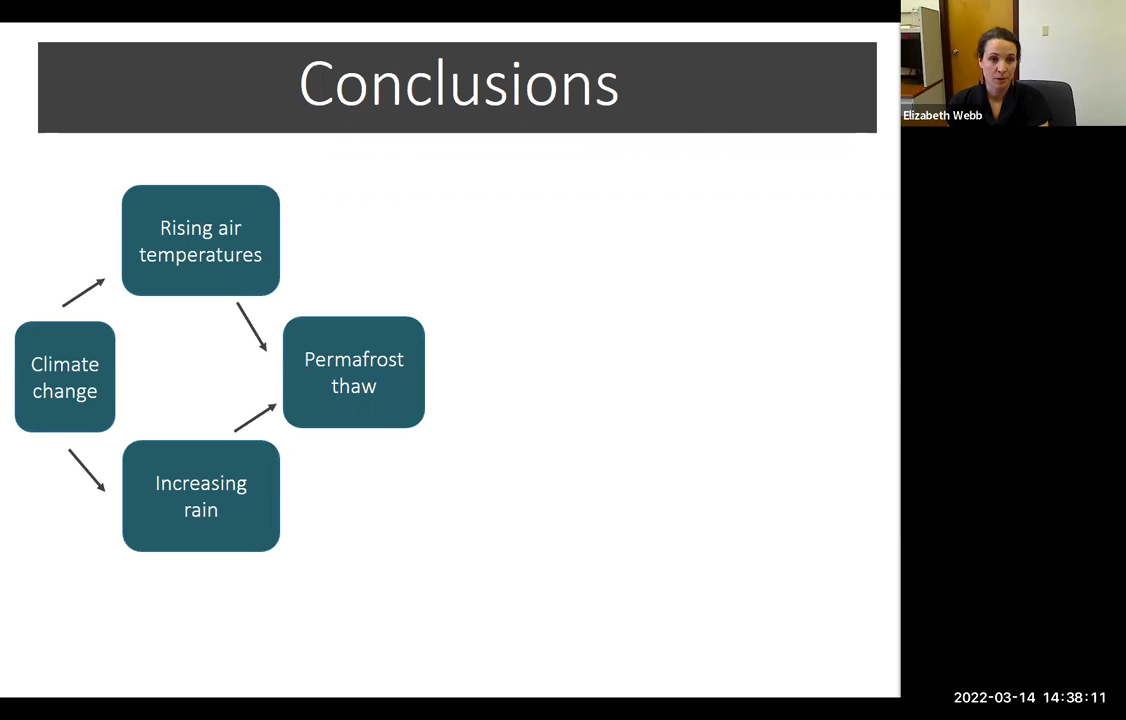 Conclusions
Elizabeth Webb
Rising air
temperatures
Climate
change
Permafrost
thaw
Increasing
rain
2022-03-14 14:38:11